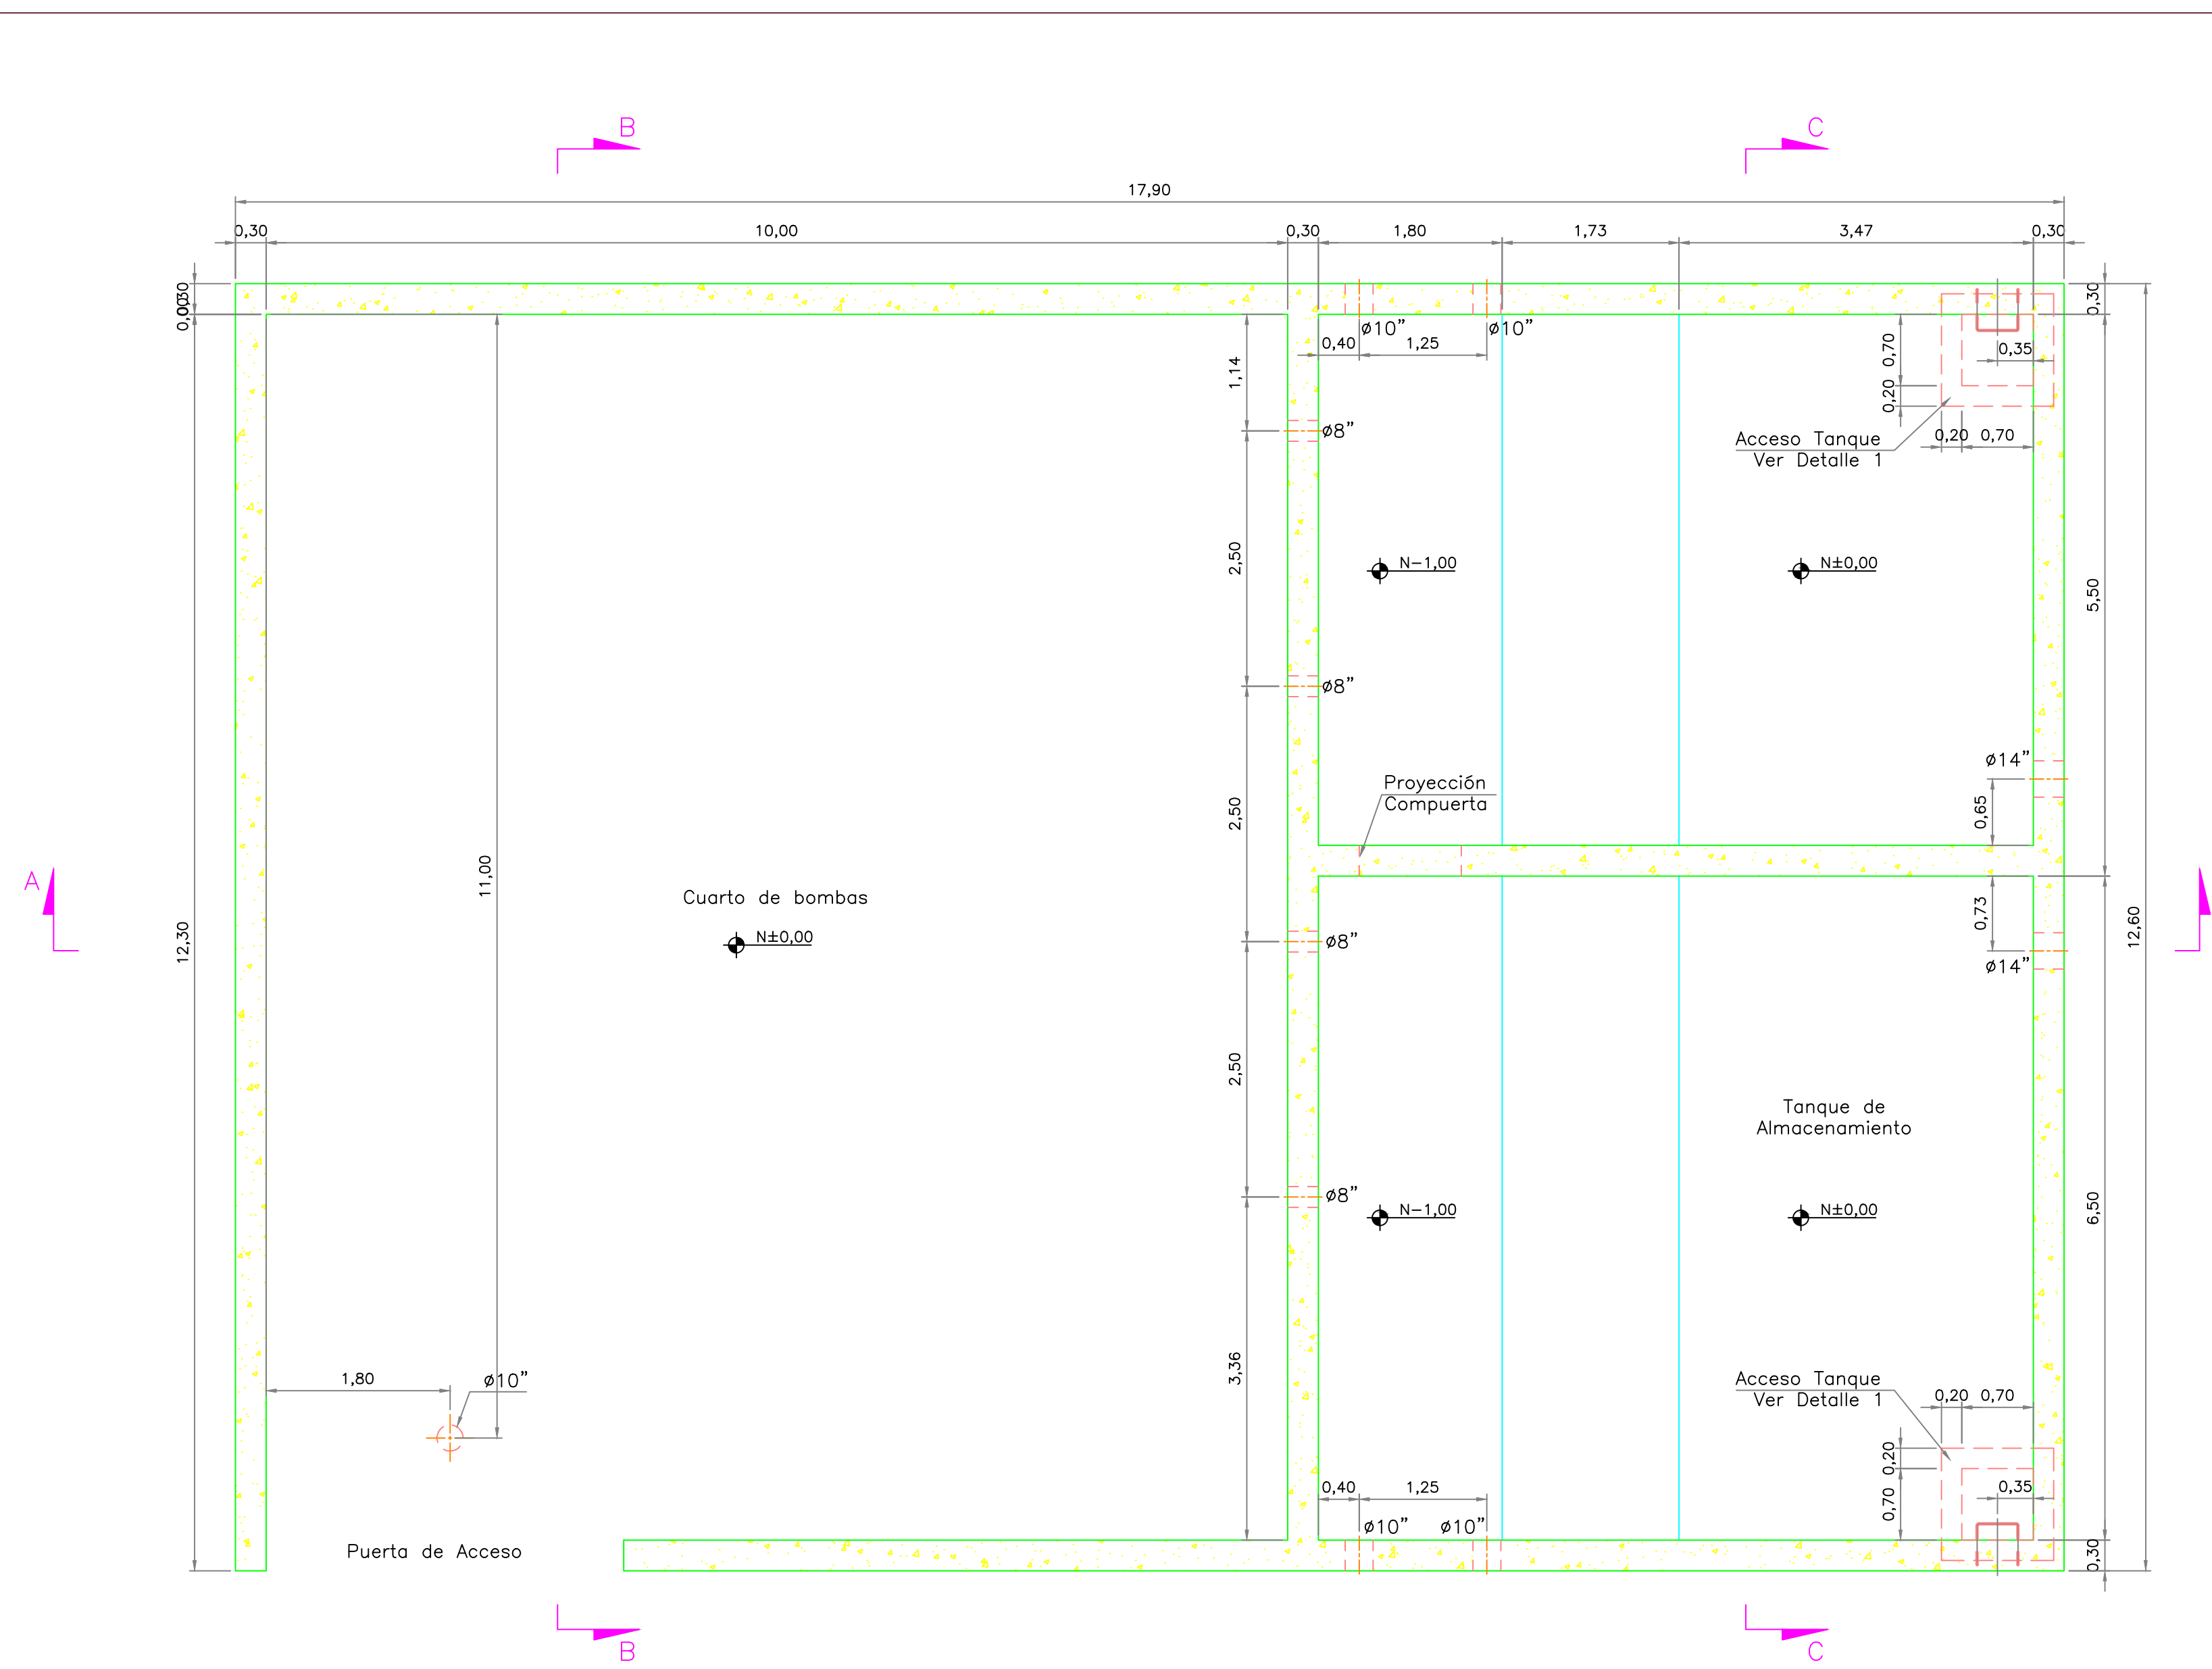 B
C
17,90
0,30
10,00
0,30
1,80
1,73
3,47
0,30
0,30
0,00
0,30
ø10”
ø10”
0,40
1,25
1,14
0,70
0,35
0,20
ø8”
0,20
0,70
Acceso Tanque
Ver Detalle 1
2,50
N−1,00
N±0,00
5,50
ø8”
ø14”
Proyección
Compuerta
2,50
0,65
A
11,00
Cuarto de bombas
N±0,00
12,30
ø8”
0,73
12,60
ø14”
2,50
Tanque de
Almacenamiento
ø8”
N−1,00
N±0,00
6,50
3,36
1,80
ø10”
Acceso Tanque
Ver Detalle 1
0,20
0,70
0,20
0,40
1,25
0,70
0,35
ø10”
ø10”
Puerta de Acceso
0,30
B
C